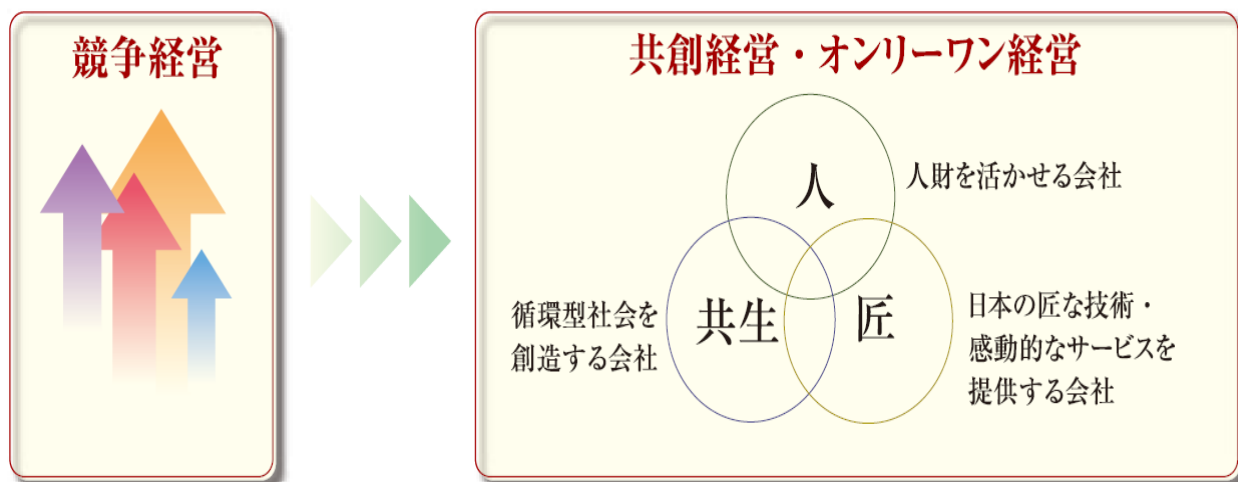 競争経営
共創経営・オンリーワン経営
人
人財を活かせる会社
循環型社会を
創造する会社
共生
匠
日本の匠な技術・
感動的なサービスを
提供する会社